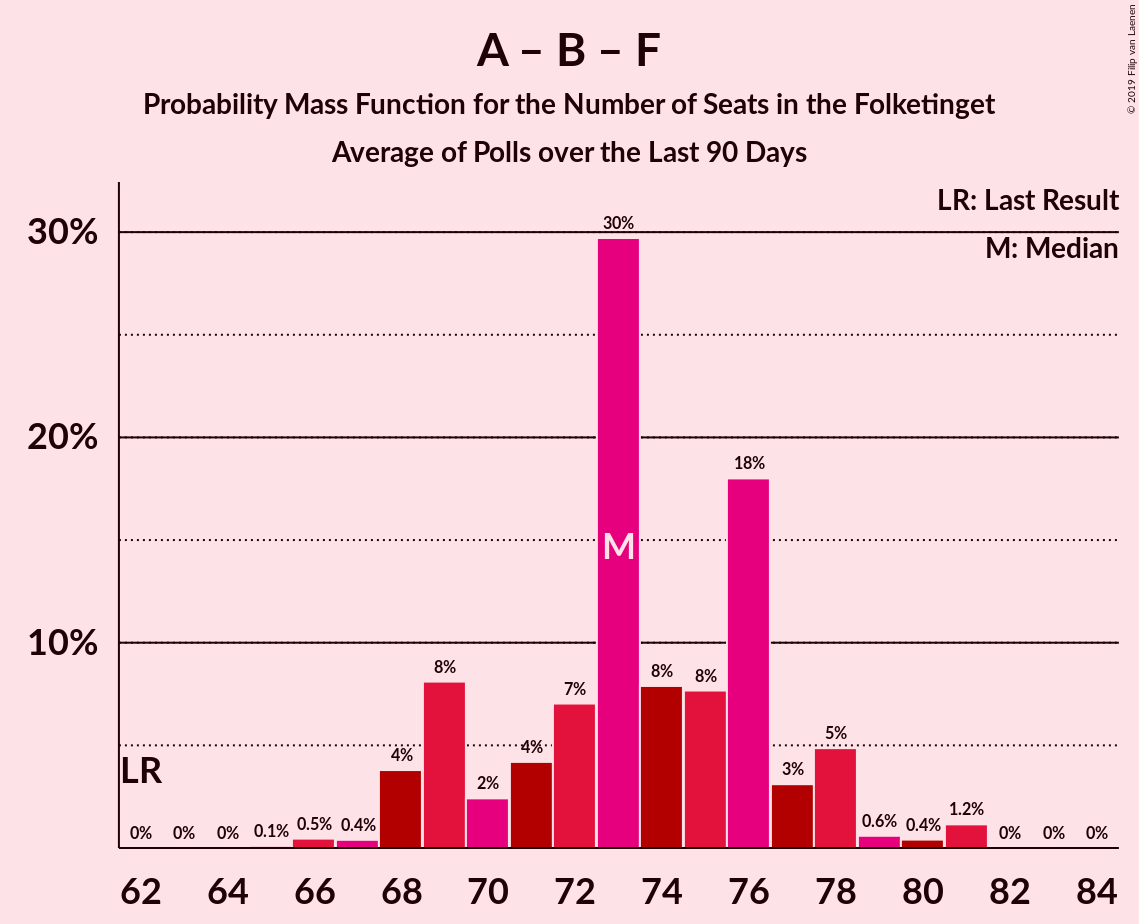 A – B – F
Probability Mass Function for the Number of Seats in the Folketinget
Average of Polls over the Last 90 Days
© 2019 Filip van Laenen
LR: Last Result
M: Median
30%
20%
10%
LR
M
0%
0%
0%
0.1%
0.5%
0.4%
4%
8%
2%
4%
7%
30%
8%
8%
18%
3%
5%
0.6%
0.4%
1.2%
0%
0%
0%
62 64 66 68 70 72 74 76 78 80 82 84